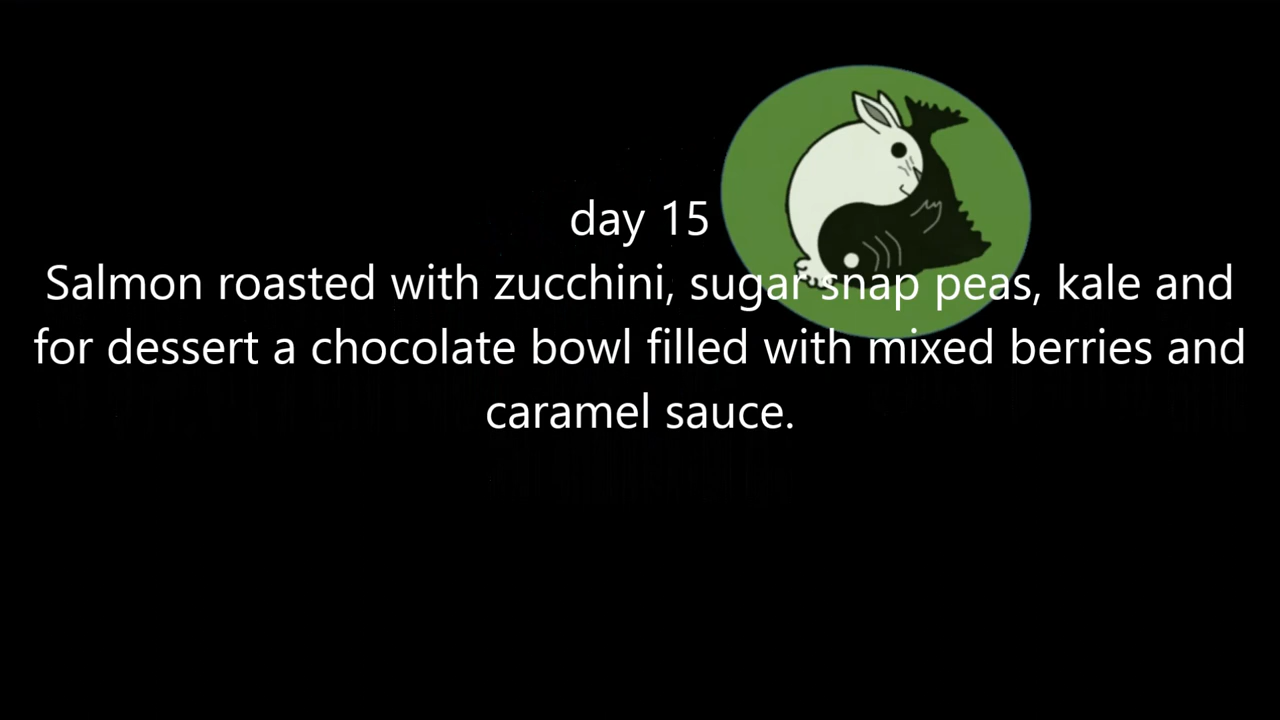 day 15
Salmon roasted with zucchini, sugar snap peas, kale and
for dessert a chocolate bowl filled with mixed berries and
caramel sauce.